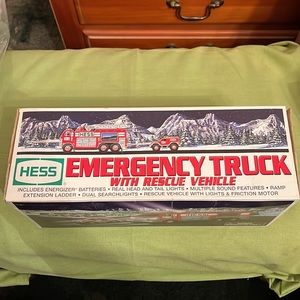 HESS
EMERGENCY TRUCK
WITH RESCUE VEHICLE
INCLUDES ENERGIZER® BATTERIES • REAL HEAD AND TAIL LIGHTS • MULTIPLE SOUND FEATURES • RAMP
EXTENSION LADDER • DUAL SEARCHLIGHTS • RESCUE VEHICLE WITH LIGHTS & FRICTION MOTOR